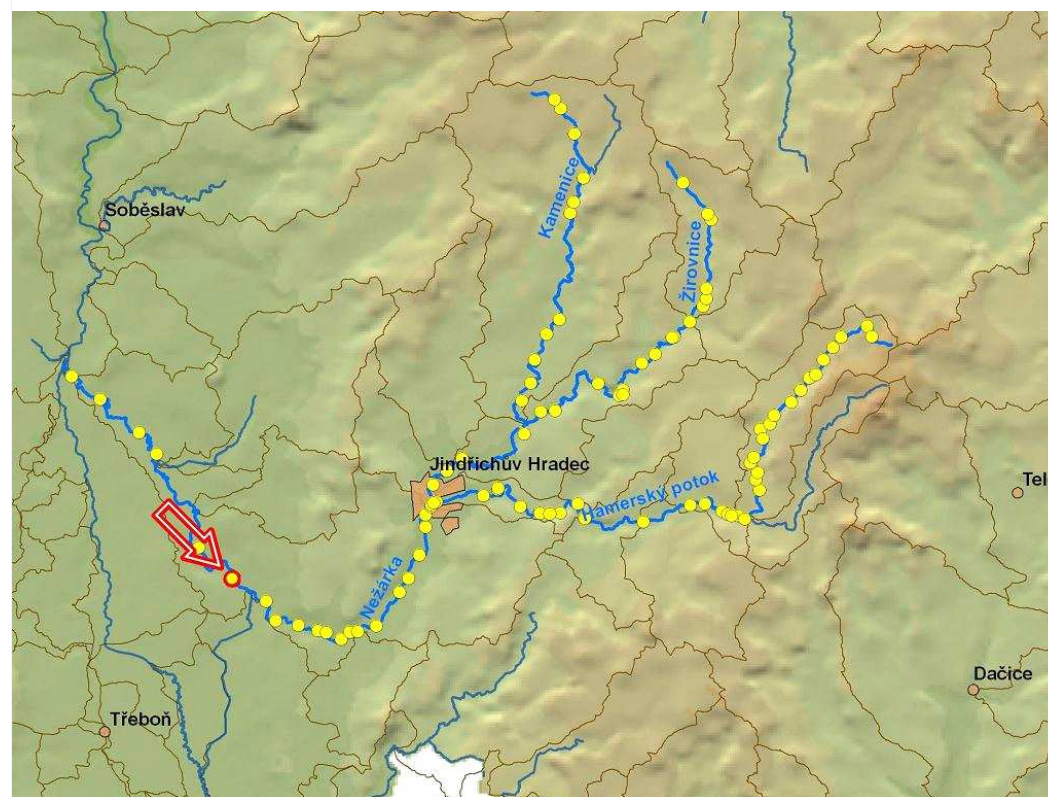 Soběslav
Kamenice
Žirovnice
Jindřichův Hradec
Hamerský potok
Tel
Nežárka
Dačice
Třeboň